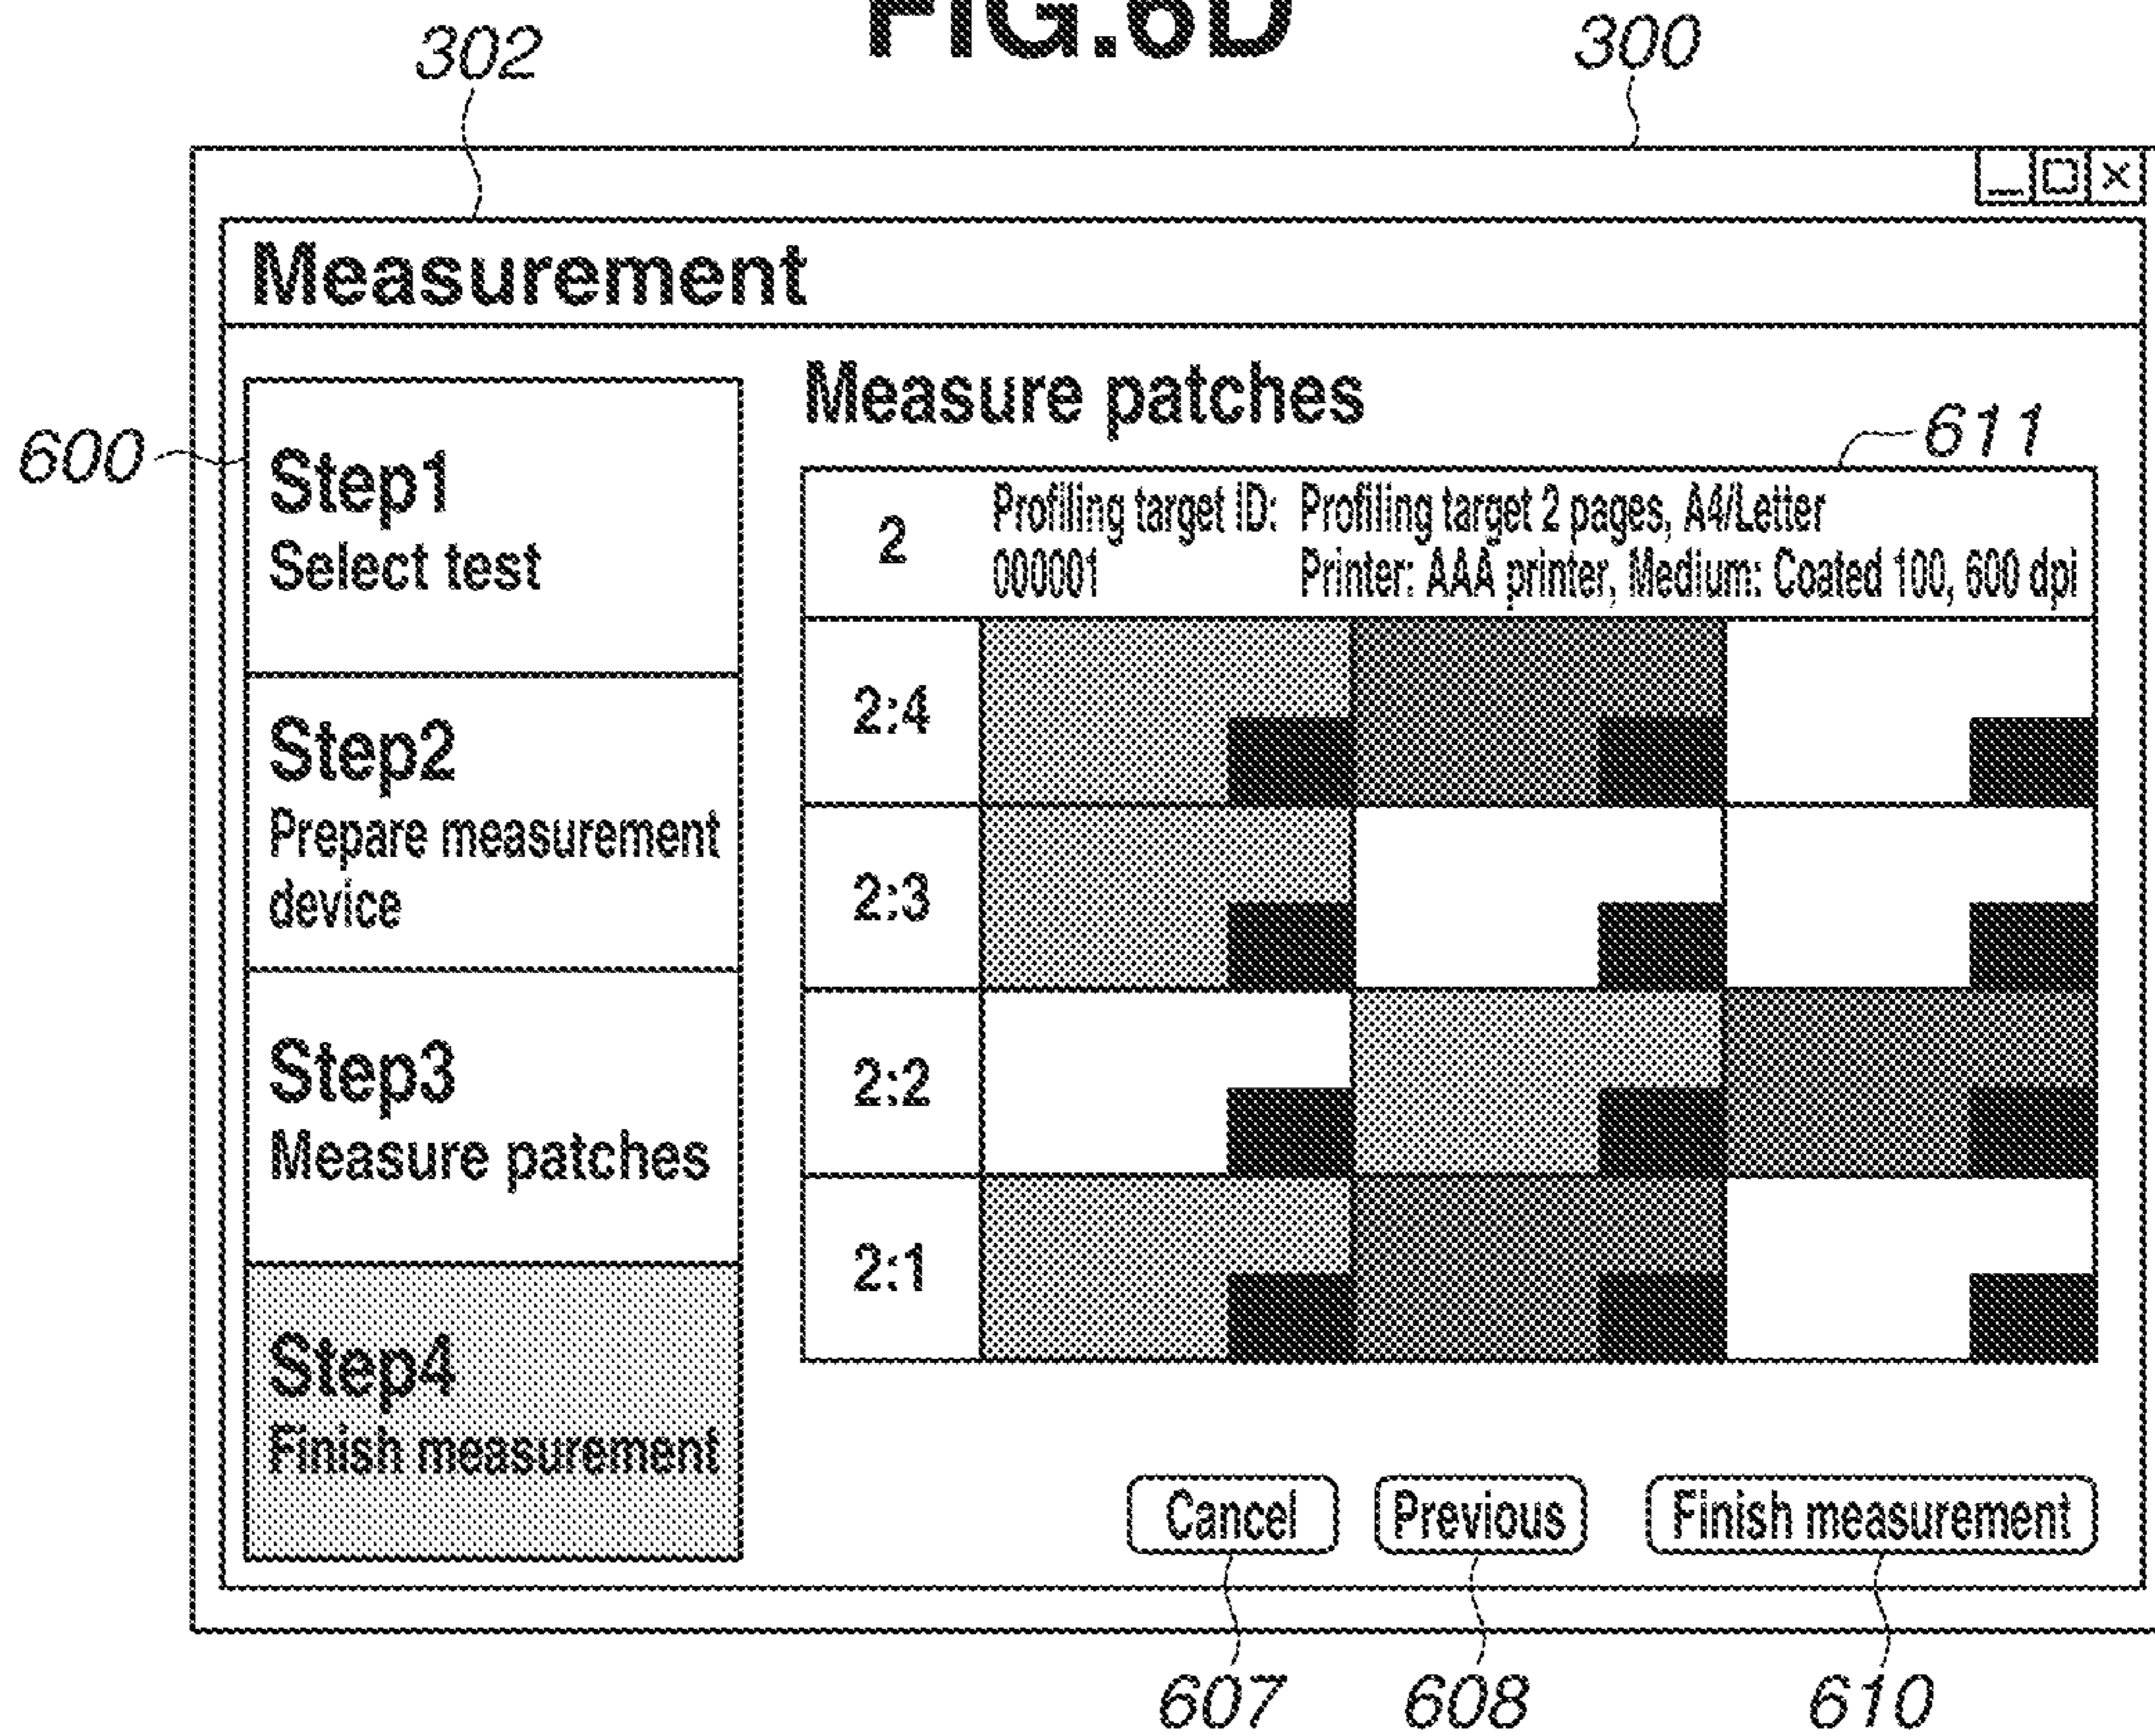 FIG.6D
302
300
Measurement
600
Step1
Select test
Step2
Prepare measurement
device
Step3
Measure patches
Step4
Finish measurement
Measure patches
611
2
Profiling target ID:
000001
Profiling target 2 pages, A4/Letter
Printer: AAA printer, Medium: Coated 100, 600 dpi
2:4
2:3
2:2
2:1
Cancel
Previous
Finish measurement
607
608
610